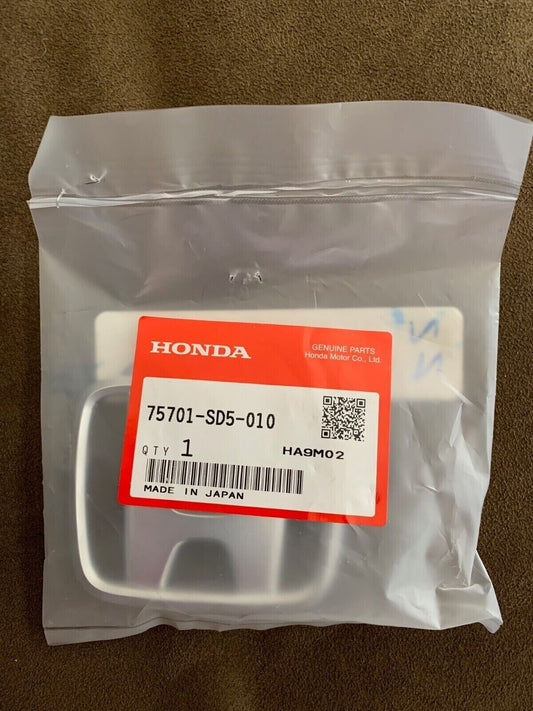 HONDA
GENUINE PARTS
Honda Motor Co., Ltd.
75701-SD5-010
QTY 1
HA9M02
MADE IN JAPAN